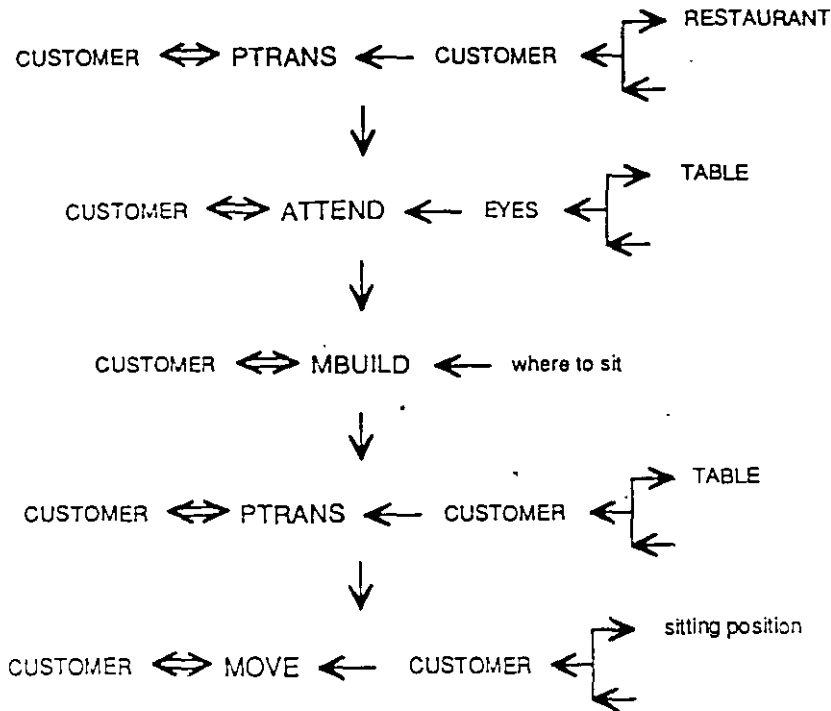 RESTAURANT
CUSTOMER PTRANS CUSTOMER
TABLE
CUSTOMER ATTEND EYES
CUSTOMER MBUILD where to sit
TABLE
CUSTOMER PTRANS CUSTOMER
sitting position
CUSTOMER MOVE CUSTOMER